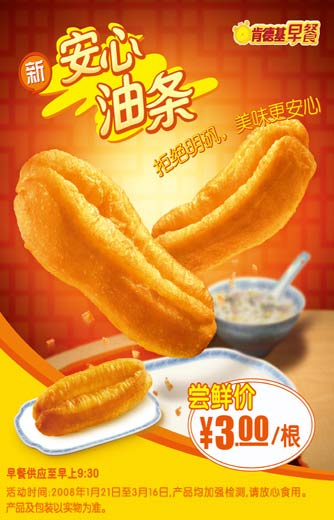 肯德基早餐
新
安心
油条
拒绝明矾，美味更安心
尝鲜价
¥3.00/根
早餐供应至早上9:30
活动时间:2008年1月21日至3月16日,产品均加强检测,请放心食用。
产品及包装以实物为准。